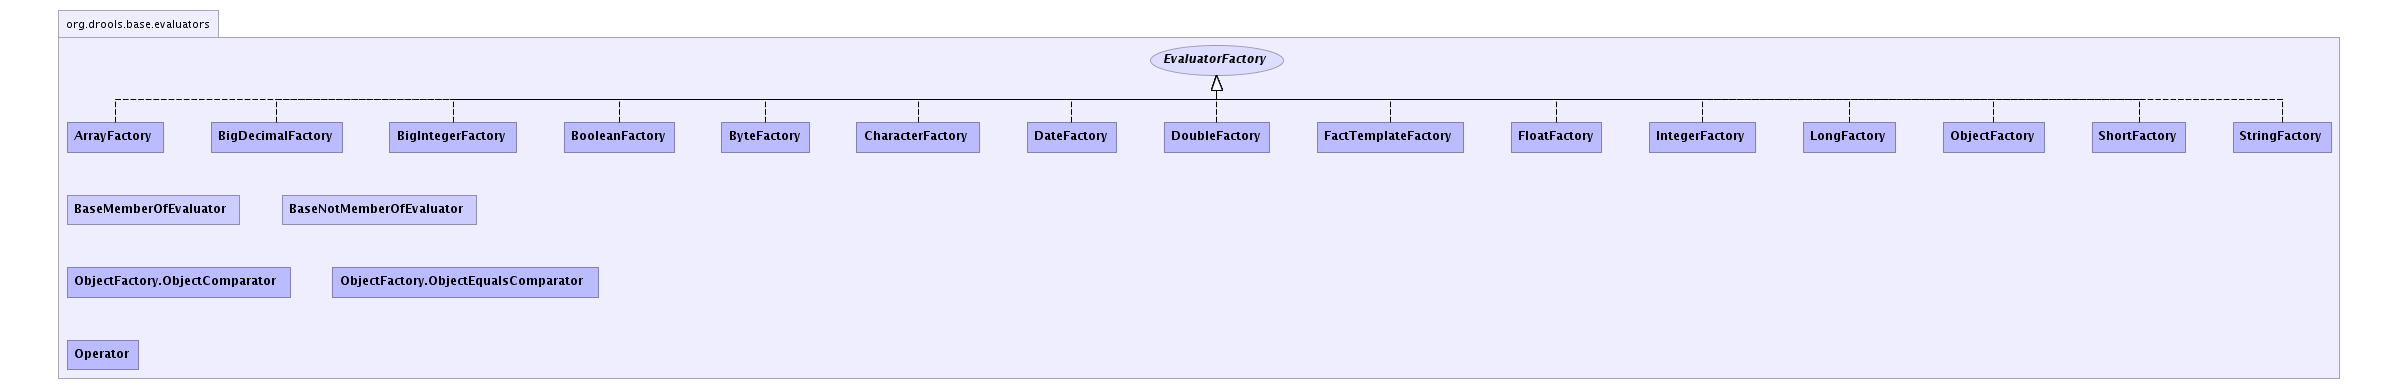 org.drools.base.evaluators
EvaluatorFactory
ArrayFactory BigDecimalFactory BigIntegerFactory BooleanFactory ByteFactory CharacterFactory DateFactory DoubleFactory FactTemplateFactory FloatFactory IntegerFactory LongFactory ObjectFactory ShortFactory StringFactory
BaseMemberOfEvaluator BaseNotMemberOfEvaluator
ObjectFactory.ObjectComparator ObjectFactory.ObjectEqualsComparator
Operator